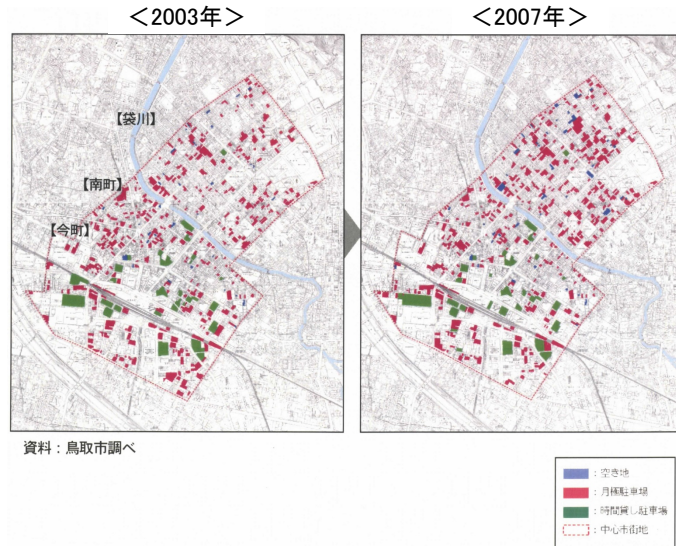 ＜2003年＞
＜2007年＞
【袋川】
【南町】
【今町】
資料：鳥取市調べ
：空き地
：月極駐車場
：時間貸し駐車場
：中心市街地